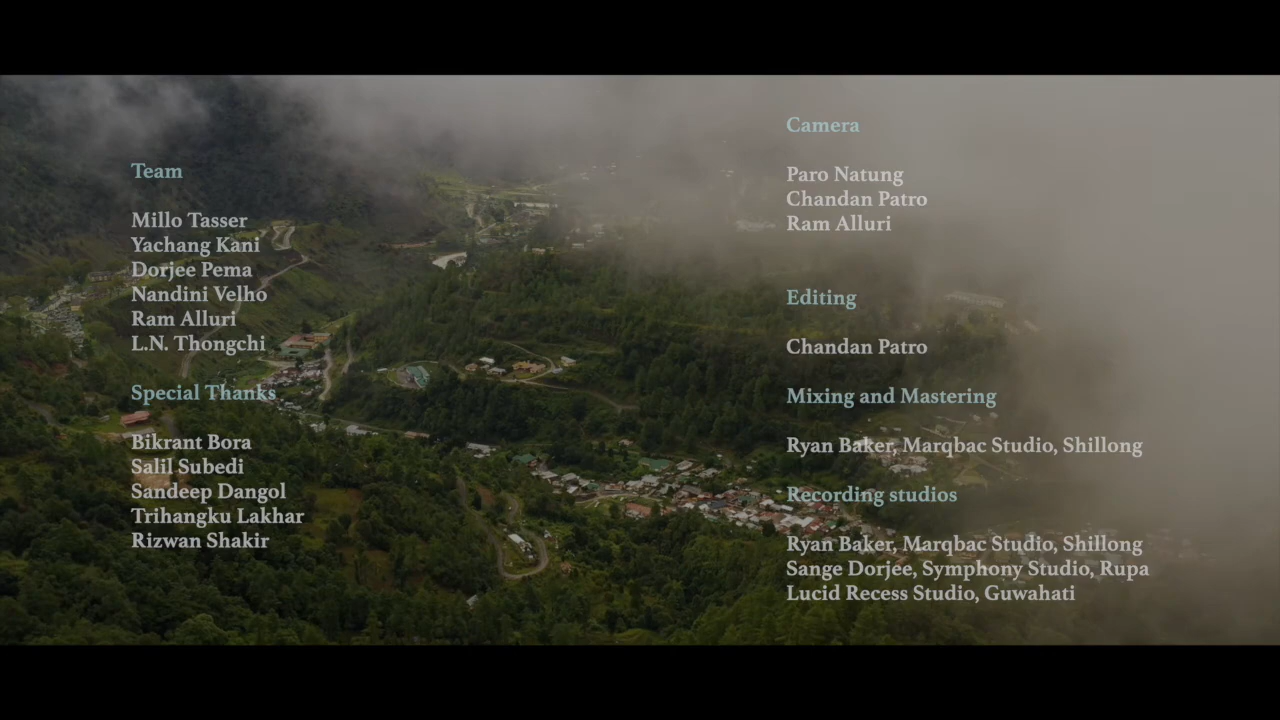 Team
Millo Tasser
Yachang Kani
Dorjee Pema
Nandini Velho
Ram Alluri
L.N. Thongchi
Special Thanks
Bikrant Bora
Salil Subedi
Sandeep Dangol
Trihangku Lakhar
Rizwan Shakir
Camera
Paro Natung
Chandan Patro
Ram Alluri
Editing
Chandan Patro
Mixing and Mastering
Ryan Baker, Marqbac Studio, Shillong
Recording studios
Ryan Baker, Marqbac Studio, Shillong
Sange Dorjee, Symphony Studio, Rupa
Lucid Recess Studio, Guwahati